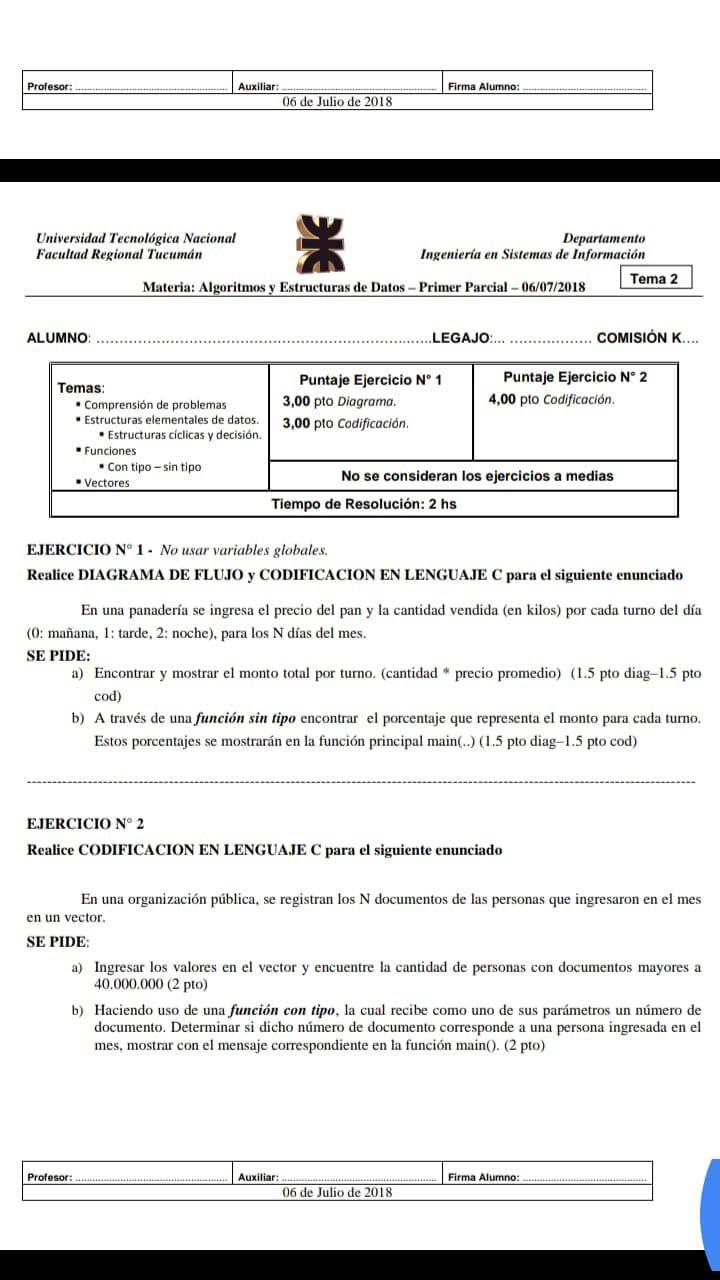 Profesor: ........................................................ Auxiliar: ........................................................ Firma Alumno: ..............................................
06 de Julio de 2018
Universidad Tecnológica Nacional
Facultad Regional Tucumán
Departamento
Ingeniería en Sistemas de Información
Materia: Algoritmos y Estructuras de Datos – Primer Parcial – 06/07/2018
Tema 2
ALUMNO: ........................................................................LEGAJO:... .................. COMISIÓN K....
Temas:
▪ Comprensión de problemas
▪ Estructuras elementales de datos.
▪ Estructuras cíclicas y decisión.
▪ Funciones
▪ Con tipo – sin tipo
▪ Vectores
Puntaje Ejercicio N° 1
3,00 pto Diagrama.
3,00 pto Codificación.
Puntaje Ejercicio N° 2
4,00 pto Codificación.
No se consideran los ejercicios a medias
Tiempo de Resolución: 2 hs
EJERCICIO N° 1 - No usar variables globales.
Realice DIAGRAMA DE FLUJO y CODIFICACION EN LENGUAJE C para el siguiente enunciado
En una panadería se ingresa el precio del pan y la cantidad vendida (en kilos) por cada turno del día
(0: mañana, 1: tarde, 2: noche), para los N días del mes.
SE PIDE:
a) Encontrar y mostrar el monto total por turno. (cantidad * precio promedio) (1.5 pto diag–1.5 pto
cod)
b) A través de una función sin tipo encontrar el porcentaje que representa el monto para cada turno.
Estos porcentajes se mostrarán en la función principal main(..) (1.5 pto diag–1.5 pto cod)
------------------------------------------------------------------------------------------------------------------------
EJERCICIO N° 2
Realice CODIFICACION EN LENGUAJE C para el siguiente enunciado
En una organización pública, se registran los N documentos de las personas que ingresaron en el mes
en un vector.
SE PIDE:
a) Ingresar los valores en el vector y encuentre la cantidad de personas con documentos mayores a
40.000.000 (2 pto)
b) Haciendo uso de una función con tipo, la cual recibe como uno de sus parámetros un número de
documento. Determinar si dicho número de documento corresponde a una persona ingresada en el
mes, mostrar con el mensaje correspondiente en la función main(). (2 pto)
Profesor: ........................................................ Auxiliar: ........................................................ Firma Alumno: ..............................................
06 de Julio de 2018